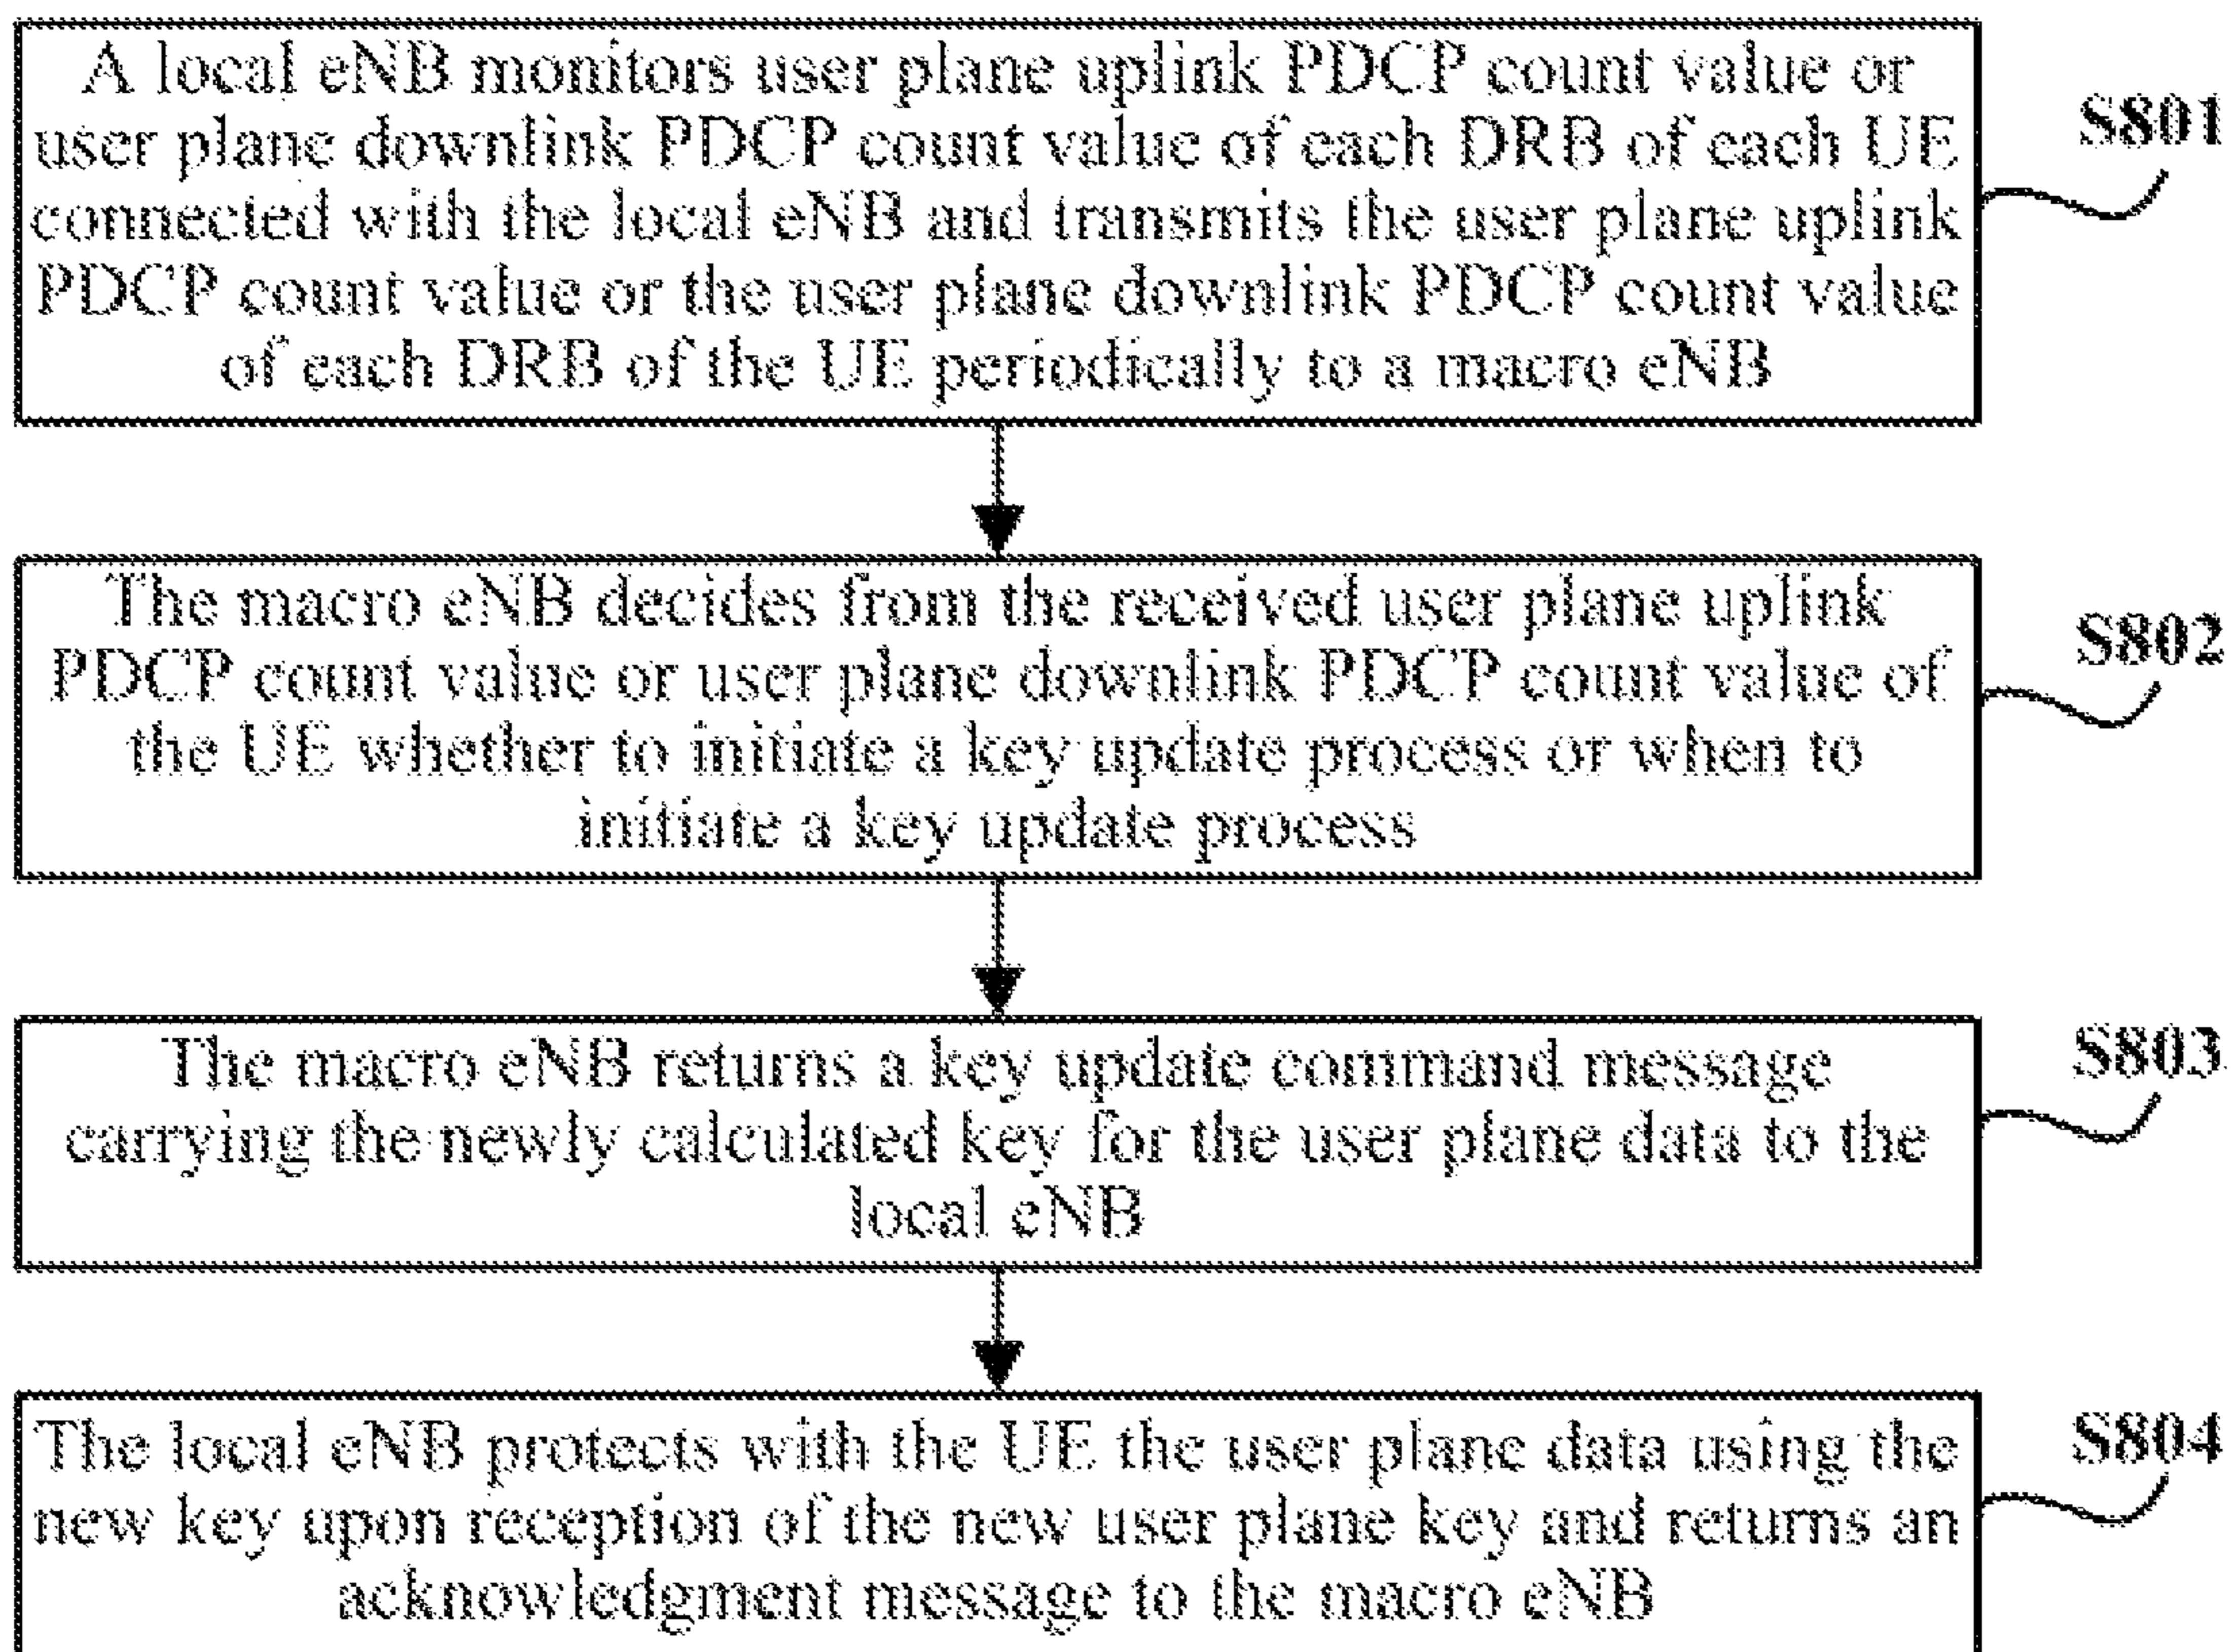 A local eNB monitors user plane uplink PDCP count value or
user plane downlink PDCP count value of each DRB of each UE
connected with the local eNB and transmits the user plane uplink
PDCP count value or the user plane downlink PDCP count value
of each DRB of the UE periodically to a macro eNB
S801
The macro eNB decides from the received user plane uplink
PDCP count value or user plane downlink PDCP count value of
the UE whether to initiate a key update process or when to
initiate a key update process
S802
The macro eNB returns a key update command message
carrying the newly calculated key for the user plane data to the
local eNB
S803
The local eNB protects with the UE the user plane data using the
new key upon reception of the new user plane key and returns an
acknowledgment message to the macro eNB
S804